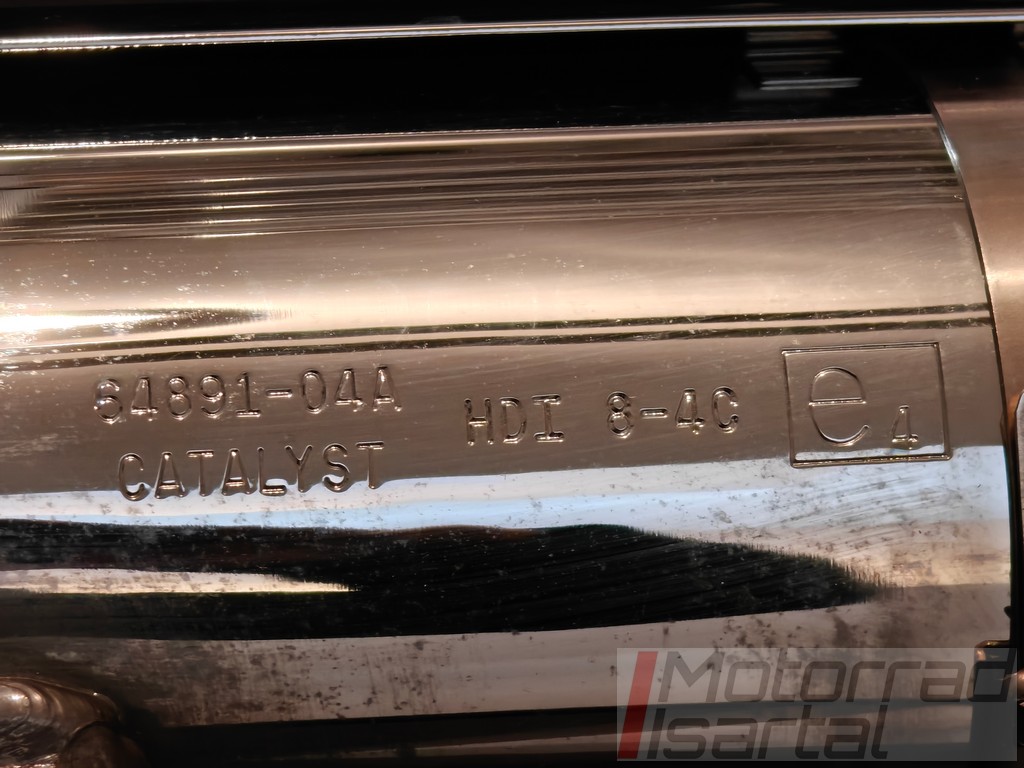 64891-04A
CATALYST
HDI 8-4C
e4
Motorrad
Isartal